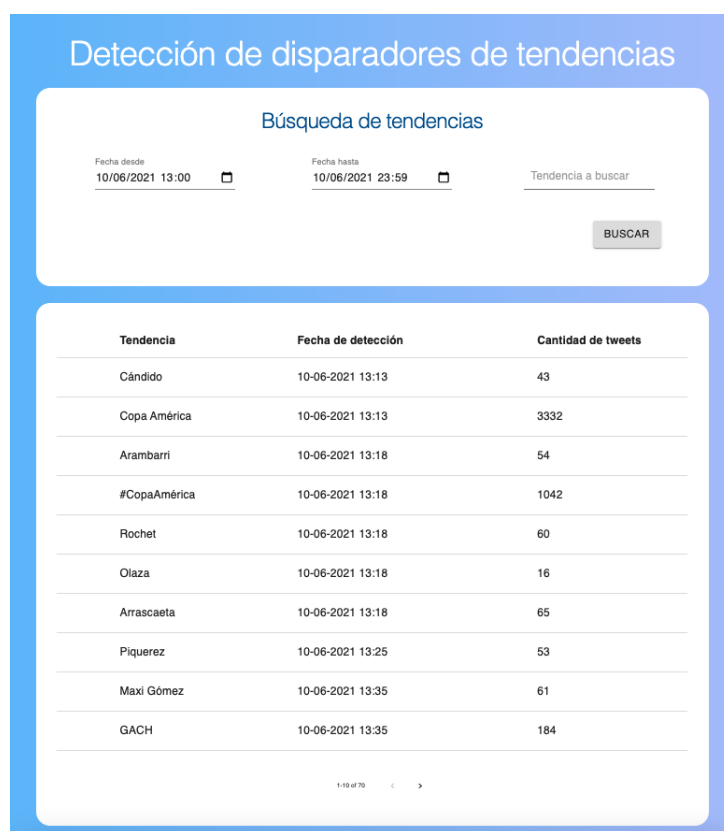 Detección de disparadores de tendencias
Búsqueda de tendencias
Fecha desde Fecha hasta
10/06/2021 13:00 10/06/2021 23:59 Tendencia a buscar
BUSCAR
Tendencia Fecha de detección Cantidad de tweets
Cándido 10-06-2021 13:13 43
Copa América 10-06-2021 13:13 3332
Arambarri 10-06-2021 13:18 54
#CopaAmérica 10-06-2021 13:18 1042
Rochet 10-06-2021 13:18 60
Olaza 10-06-2021 13:18 16
Arrascaeta 10-06-2021 13:18 65
Piquerez 10-06-2021 13:25 53
Maxi Gómez 10-06-2021 13:35 61
GACH 10-06-2021 13:35 184
1-10 of 70